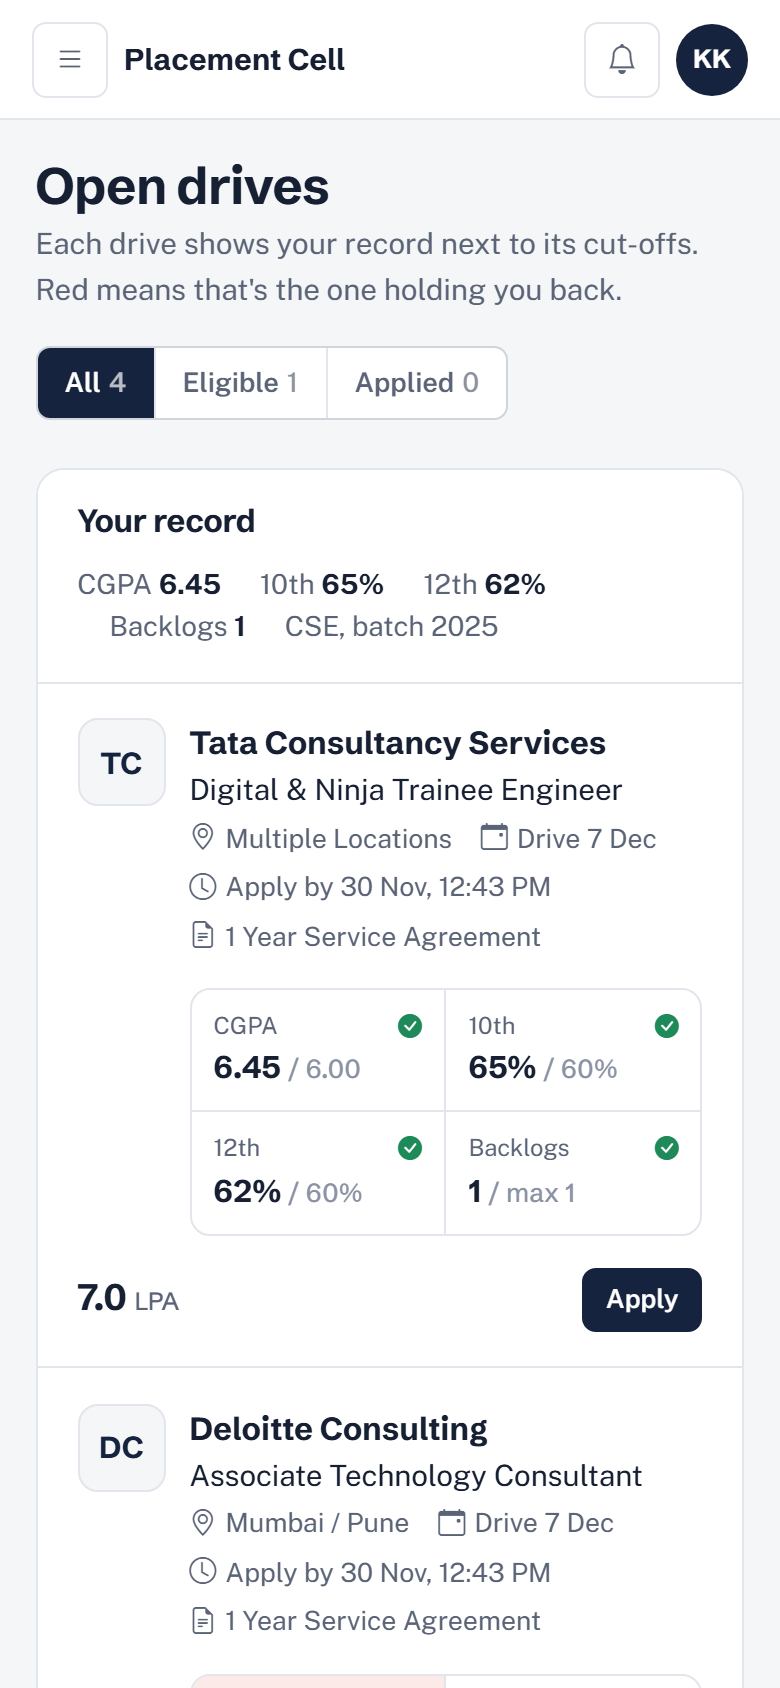 Placement Cell
KK
Open drives
Each drive shows your record next to its cut-offs.
Red means that's the one holding you back.
All 4
Eligible 1
Applied 0
Your record
CGPA 6.45 10th 65% 12th 62%
Backlogs 1 CSE, batch 2025
TC
Tata Consultancy Services
Digital & Ninja Trainee Engineer
Multiple Locations Drive 7 Dec
Apply by 30 Nov, 12:43 PM
1 Year Service Agreement
CGPA
6.45 / 6.00
10th
65% / 60%
12th
62% / 60%
Backlogs
1 / max 1
7.0 LPA
Apply
DC
Deloitte Consulting
Associate Technology Consultant
Mumbai / Pune Drive 7 Dec
Apply by 30 Nov, 12:43 PM
1 Year Service Agreement